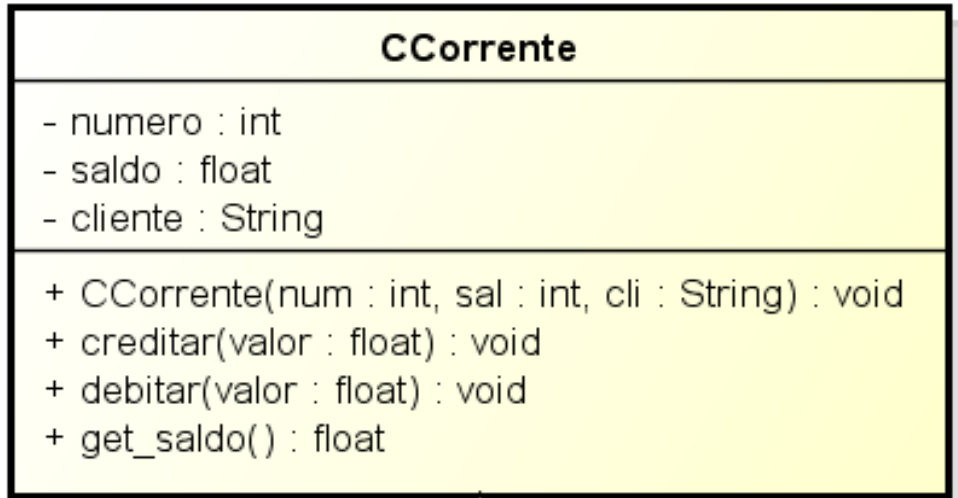 CCorrente
- numero : int
- saldo : float
- cliente : String
+ CCorrente(num : int, sal : int, cli : String) : void
+ creditar(valor : float) : void
+ debitar(valor : float) : void
+ get_saldo() : float